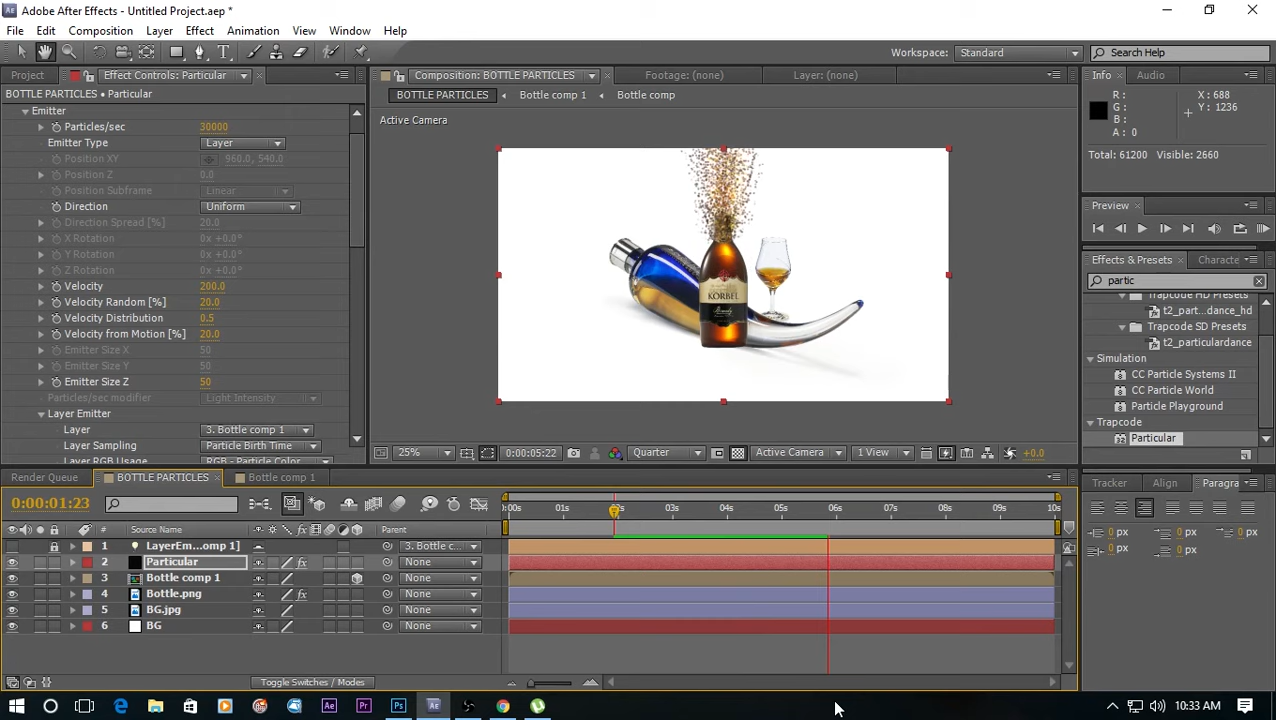 Adobe After Effects - Untitled Project.aep *
File Edit Composition Layer Effect Animation View Window Help
Workspace: Standard Search Help
Project Effect Controls: Particular Composition: BOTTLE PARTICLES Footage: (none) Layer: (none) Info Audio
BOTTLE PARTICLES • Particular
BOTTLE PARTICLES Bottle comp 1 Bottle comp
Active Camera
Emitter
Particles/sec 30000
Emitter Type Layer
Position XY 960.0, 540.0
Position Z 0.0
Position Subframe Linear
Direction Uniform
Direction Spread [%] 20.0
X Rotation 0x +0.0°
Y Rotation 0x +0.0°
Z Rotation 0x +0.0°
Velocity 200.0
Velocity Random [%] 20.0
Velocity Distribution 0.5
Velocity from Motion [%] 20.0
Emitter Size X 50
Emitter Size Y 50
Emitter Size Z 50
Particles/sec modifier Light Intensity
Layer Emitter
Layer 3. Bottle comp 1
Layer Sampling Particle Birth Time
Layer RGB Usage RGB - Particle Color
KORBEL
Brandy
25% 0:00:05:22 Quarter Active Camera 1 View +0.0
R: X: 688
G: Y: 1236
B:
A: 0
Total: 61200 Visible: 2660
Preview
Effects & Presets Characte
partic
Trapcode HD Presets
t2_part...dance_hd
Trapcode SD Presets
t2_particulardance
Simulation
CC Particle Systems II
CC Particle World
Particle Playground
Trapcode
Particular
Tracker Align Paragra
0 px 0 px 0 px
0 px 0 px
Render Queue BOTTLE PARTICLES Bottle comp 1
0:00:01:23
0:00s 01s 02s 03s 04s 05s 06s 07s 08s 09s 10s
# Source Name Parent
1 LayerEm...omp 1] 3. Bottle c...
2 Particular None
3 Bottle comp 1 None
4 Bottle.png None
5 BG.jpg None
6 BG None
Toggle Switches / Modes
10:33 AM